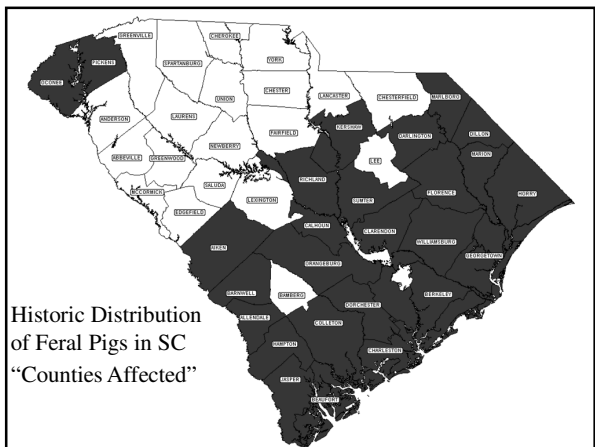 GREENVILLE
CHEROKEE
PICKENS
SPARTANBURG
YORK
OCONEE
UNION
CHESTER
LANCASTER
CHESTERFIELD
MARLBORO
ANDERSON
LAURENS
FAIRFIELD
KERSHAW
DARLINGTON
DILLON
NEWBERRY
MARION
ABBEVILLE
GREENWOOD
LEE
RICHLAND
SALUDA
FLORENCE
HORRY
MCCORMICK
LEXINGTON
SUMTER
EDGEFIELD
CALHOUN
CLARENDON
AIKEN
WILLIAMSBURG
ORANGEBURG
GEORGETOWN
BARNWELL
BAMBERG
BERKELEY
DORCHESTER
ALLENDALE
COLLETON
HAMPTON
CHARLESTON
JASPER
BEAUFORT
Historic Distribution
of Feral Pigs in SC
“Counties Affected”